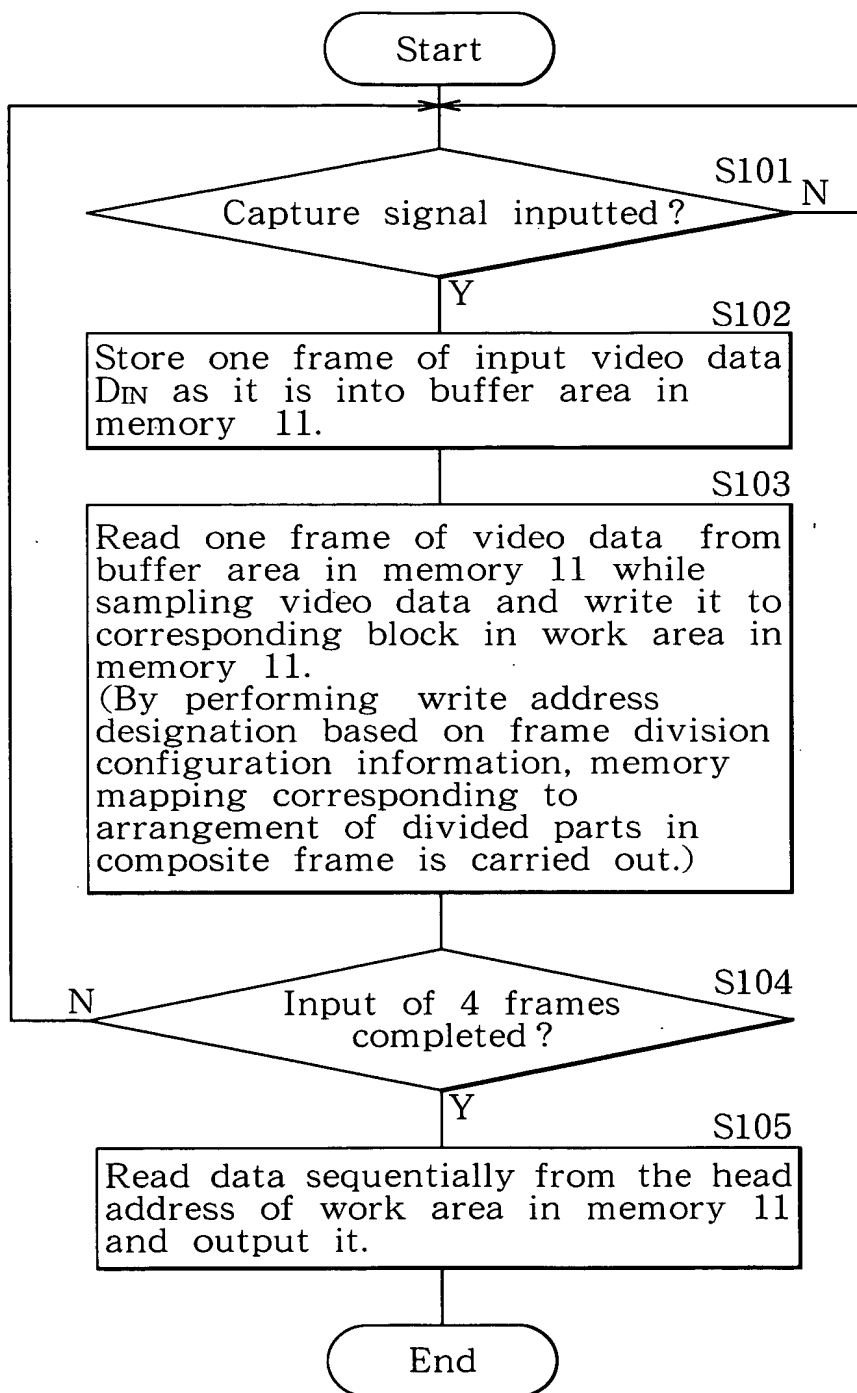 Start
S101
Capture signal inputted?
N
Y
S102
Store one frame of input video data
DIN as it is into buffer area in
memory 11.
S103
Read one frame of video data from
buffer area in memory 11 while
sampling video data and write it to
corresponding block in work area in
memory 11.
(By performing write address
designation based on frame division
configuration information, memory
mapping corresponding to
arrangement of divided parts in
composite frame is carried out.)
S104
N
Input of 4 frames
completed?
Y
S105
Read data sequentially from the head
address of work area in memory 11
and output it.
End